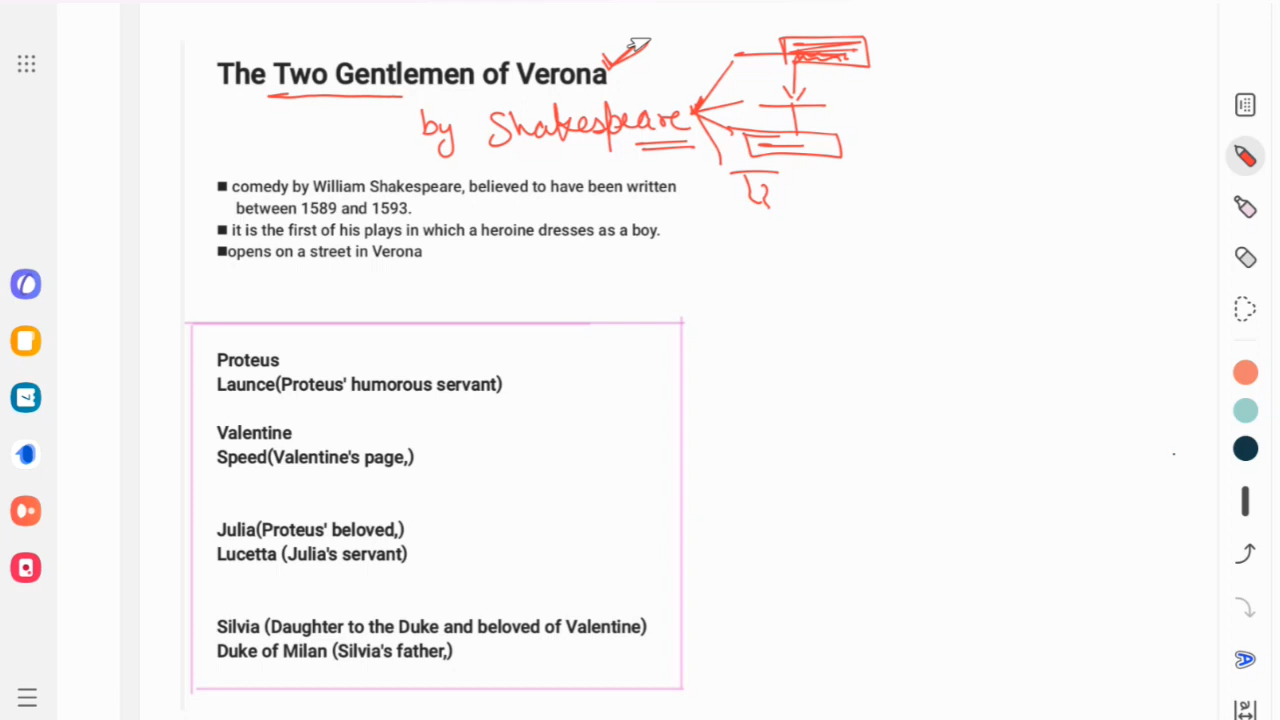 The Two Gentlemen of Verona
by Shakespeare
■ comedy by William Shakespeare, believed to have been written
between 1589 and 1593.
■ it is the first of his plays in which a heroine dresses as a boy.
■opens on a street in Verona
Proteus
Launce(Proteus' humorous servant)
Valentine
Speed(Valentine's page,)
Julia(Proteus' beloved,)
Lucetta (Julia's servant)
Silvia (Daughter to the Duke and beloved of Valentine)
Duke of Milan (Silvia's father,)